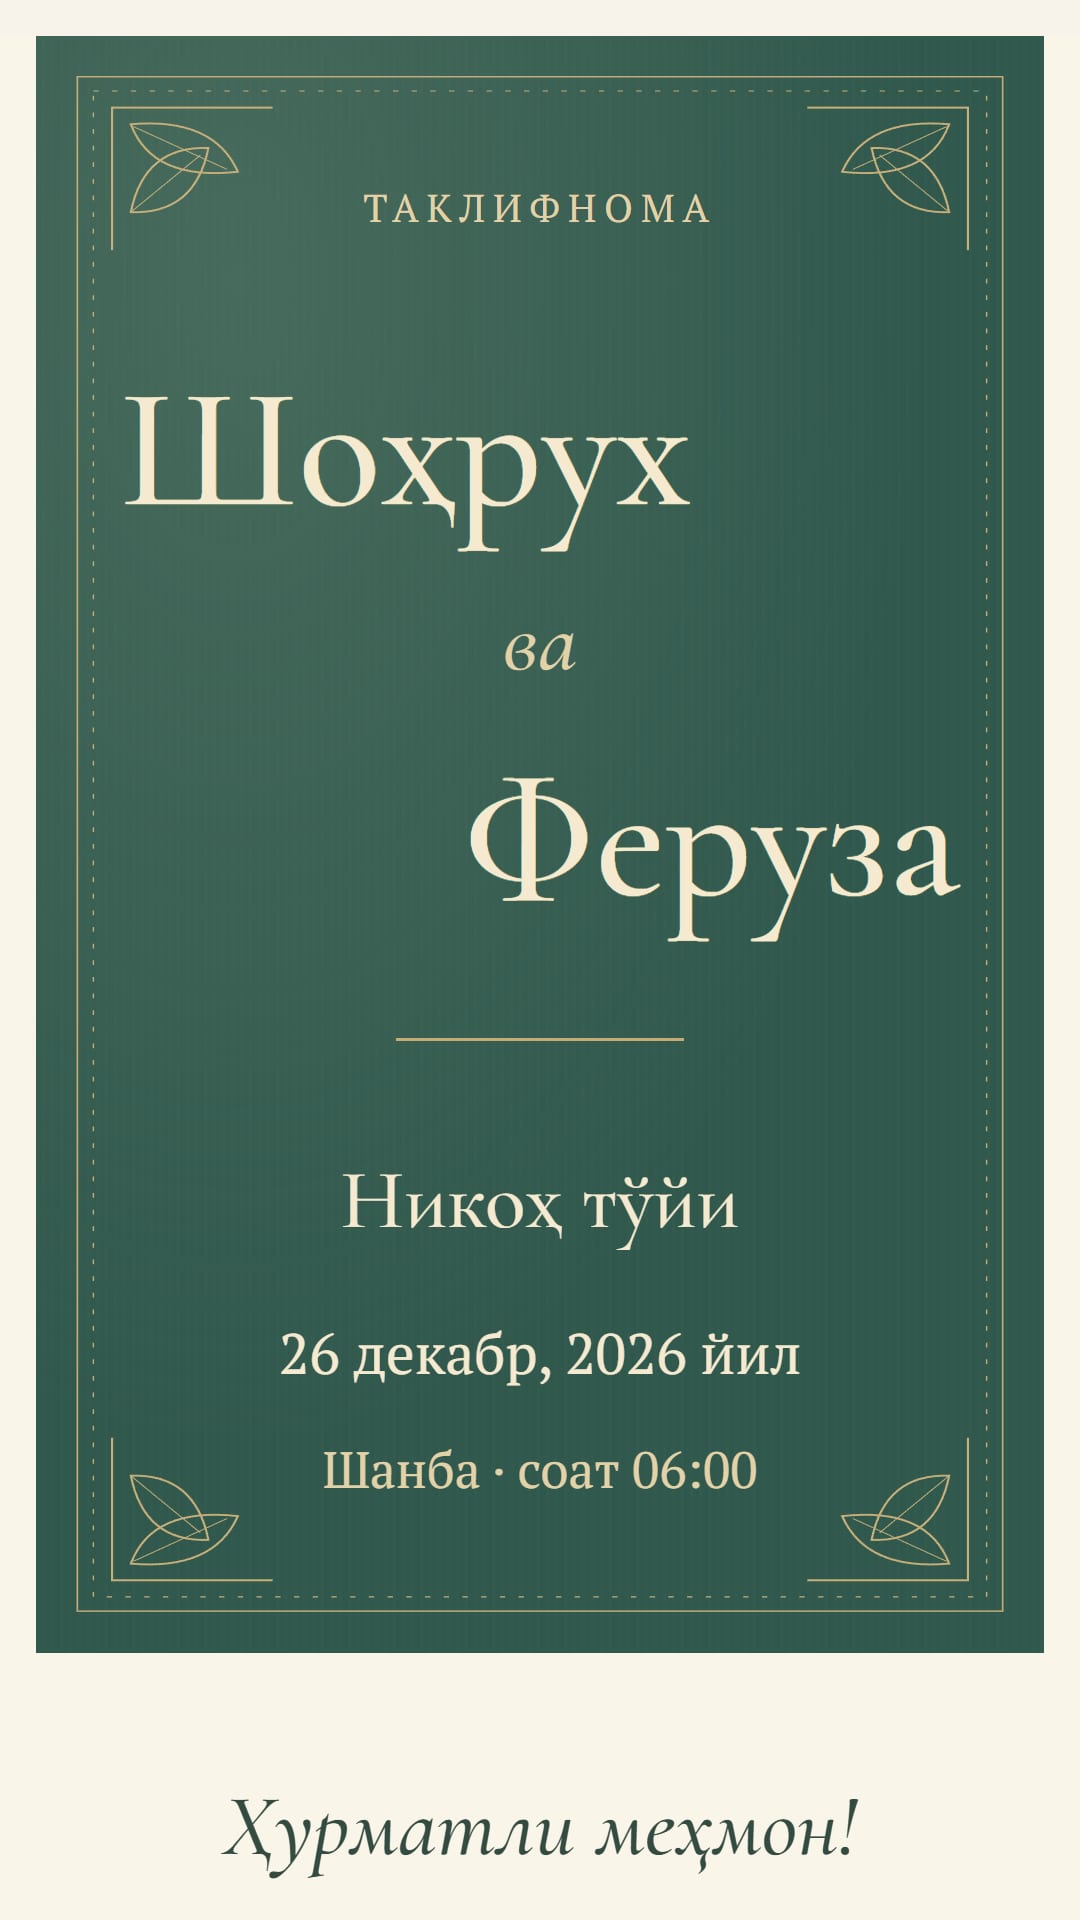 ТАКЛИФНОМА
Шоҳрух
ва
Феруза
Никоҳ тўйи
26 декабр, 2026 йил
Шанба · соат 06:00
Ҳурматли меҳмон!